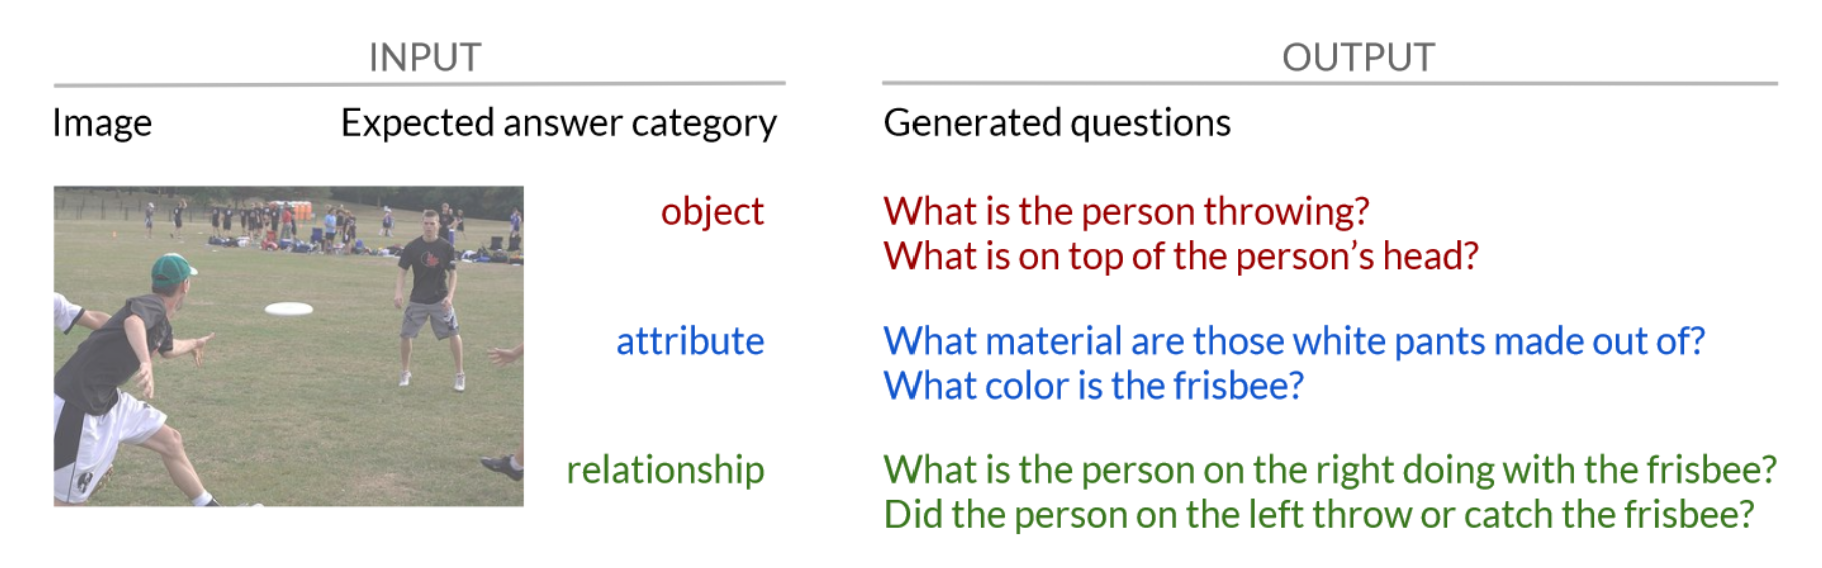 INPUT
OUTPUT
Image
Expected answer category
Generated questions
object
What is the person throwing?
What is on top of the person’s head?
attribute
What material are those white pants made out of?
What color is the frisbee?
relationship
What is the person on the right doing with the frisbee?
Did the person on the left throw or catch the frisbee?